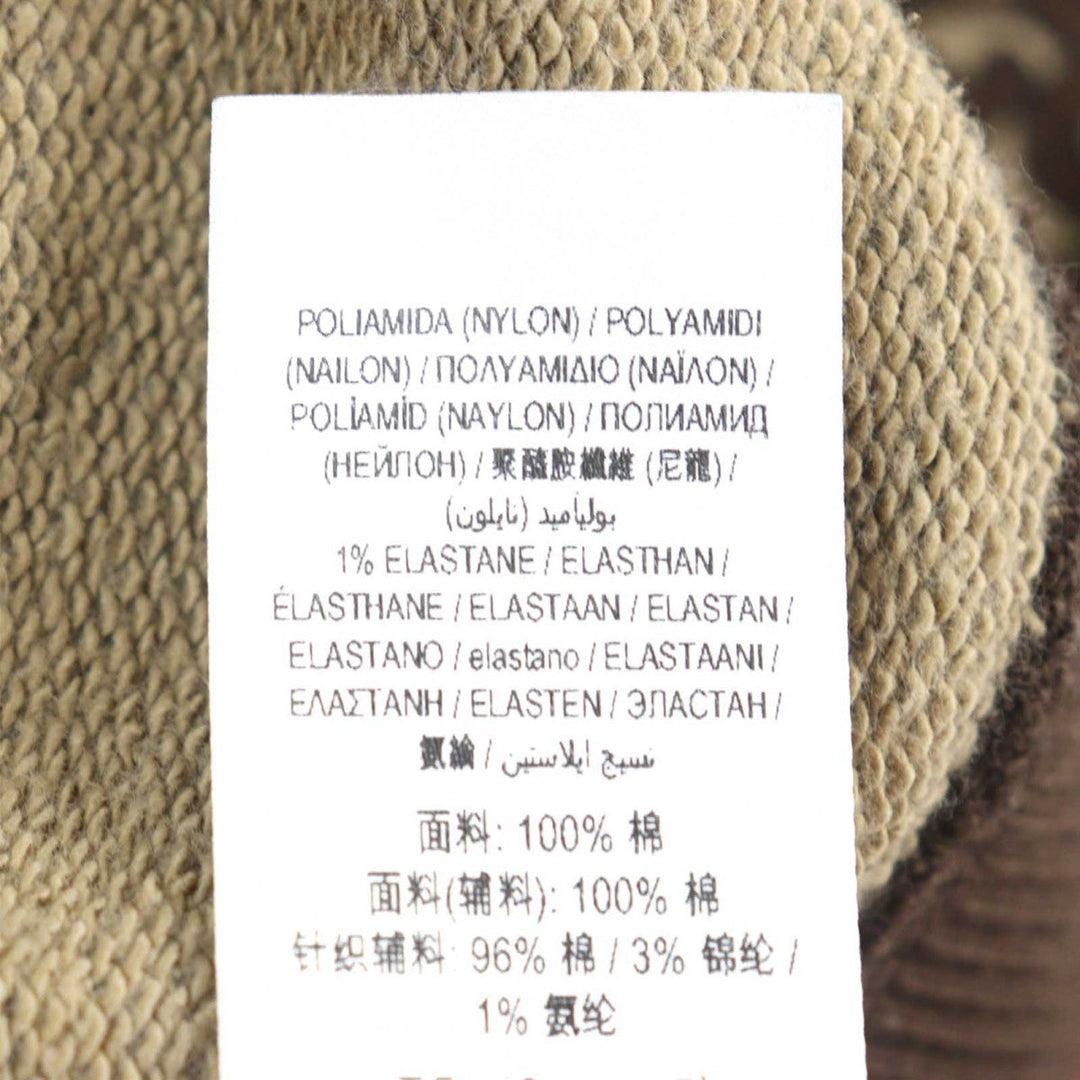 POLIAMIDA (NYLON) / POLYAMIDI
(NAILON) / ΠΟΛΥΑΜΙΔΙΟ (ΝΑΪΛΟΝ) /
POLİAMİD (NAYLON) / ПОЛИАМИД
(НЕЙЛОН) / 聚醯胺纖維 (尼龍) /
بولياميد (نايلون)
1% ELASTANE / ELASTHAN /
ÉLASTHANE / ELASTAAN / ELASTAN /
ELASTANO / elastano / ELASTAANI /
ΕΛΑΣΤΑΝΗ / ELASTEN / ЭЛАСТАН /
氨綸 / نسيج ايلاستين
面料: 100% 棉
面料(辅料): 100% 棉
针织辅料: 96% 棉 / 3% 锦纶 /
1% 氨纶